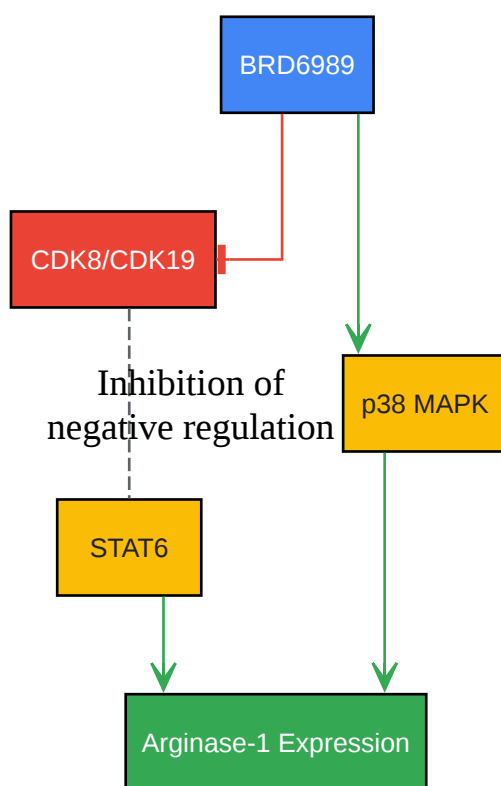 BRD6989
CDK8/CDK19
Inhibition of
negative regulation
p38 MAPK
STAT6
Arginase-1 Expression